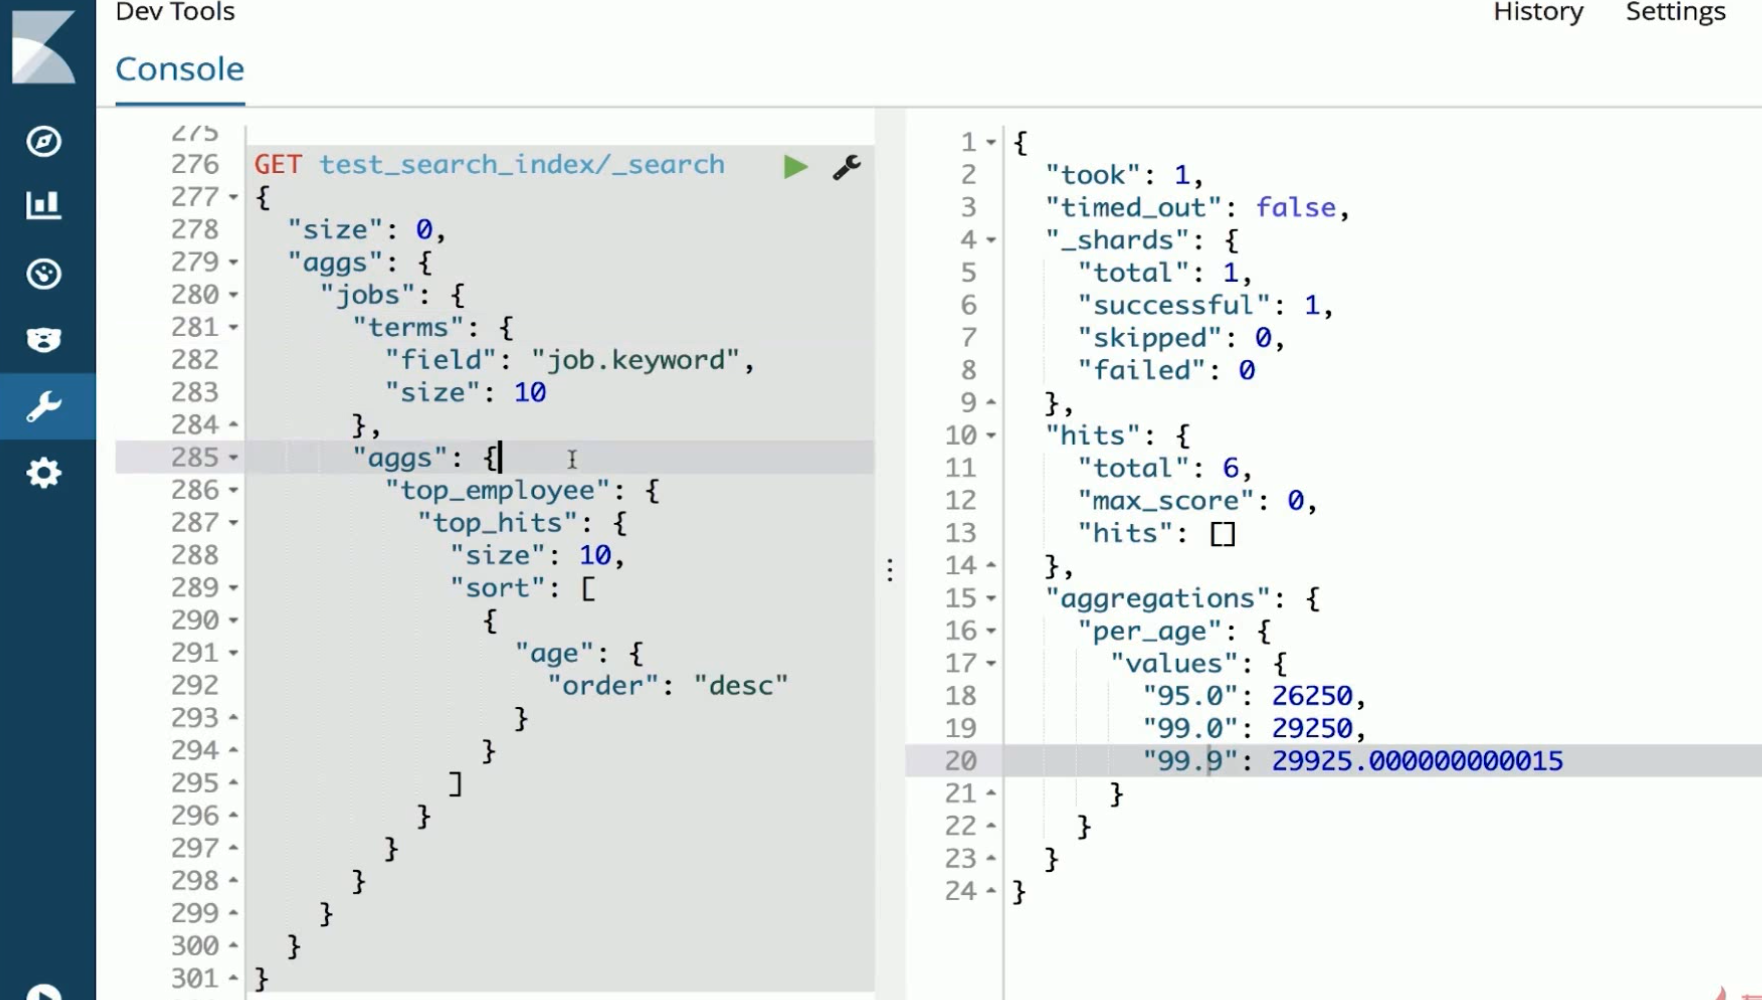 Dev Tools
History
Settings
Console
275
276 GET test_search_index/_search
277 {
278 "size": 0,
279 "aggs": {
280 "jobs": {
281 "terms": {
282 "field": "job.keyword",
283 "size": 10
284 },
285 "aggs": {
286 "top_employee": {
287 "top_hits": {
288 "size": 10,
289 "sort": [
290 {
291 "age": {
292 "order": "desc"
293 }
294 }
295 ]
296 }
297 }
298 }
299 }
300 }
301 }
1 {
2 "took": 1,
3 "timed_out": false,
4 "_shards": {
5 "total": 1,
6 "successful": 1,
7 "skipped": 0,
8 "failed": 0
9 },
10 "hits": {
11 "total": 6,
12 "max_score": 0,
13 "hits": []
14 },
15 "aggregations": {
16 "per_age": {
17 "values": {
18 "95.0": 26250,
19 "99.0": 29250,
20 "99.9": 29925.000000000015
21 }
22 }
23 }
24 }